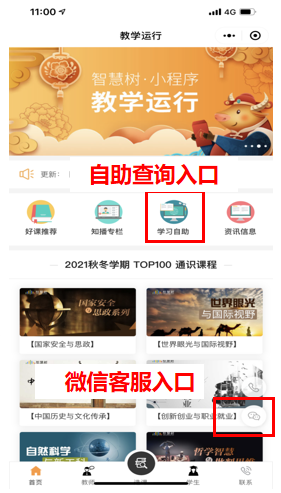 11:00
4G
教学运行
智慧树·小程序
教学运行
更新：
自助查询入口
好课推荐
知播专栏
学习自助
资讯信息
2021秋冬学期 TOP100 通识课程
国家安全
与思政系列
世界眼光
与国际视野
【国家安全与思政】
【世界眼光与国际视野】
微信客服入口
【中国历史与文化传承】
【创新创业与职业就业】
自然科学
哲学智慧
首页
教师
选课
学生
联系